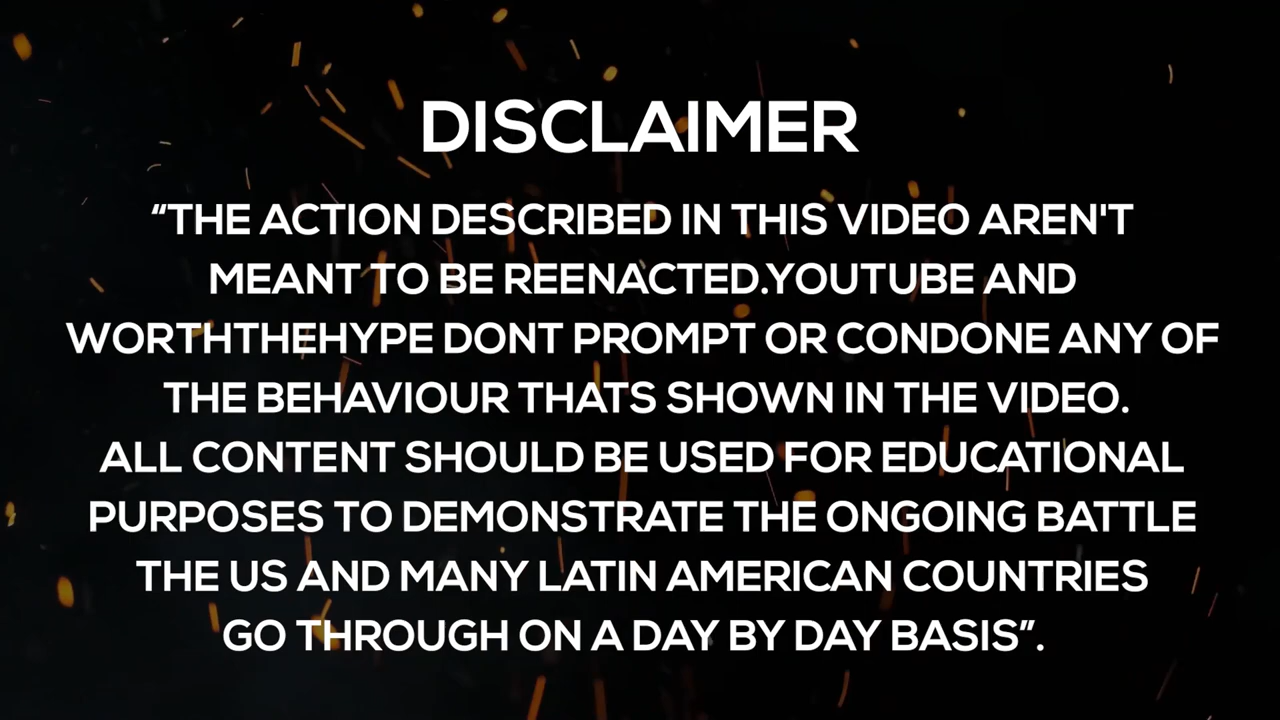 DISCLAIMER
“THE ACTION DESCRIBED IN THIS VIDEO AREN'T
MEANT TO BE REENACTED.YOUTUBE AND
WORTHTHEHYPE DONT PROMPT OR CONDONE ANY OF
THE BEHAVIOUR THATS SHOWN IN THE VIDEO.
ALL CONTENT SHOULD BE USED FOR EDUCATIONAL
PURPOSES TO DEMONSTRATE THE ONGOING BATTLE
THE US AND MANY LATIN AMERICAN COUNTRIES
GO THROUGH ON A DAY BY DAY BASIS”.